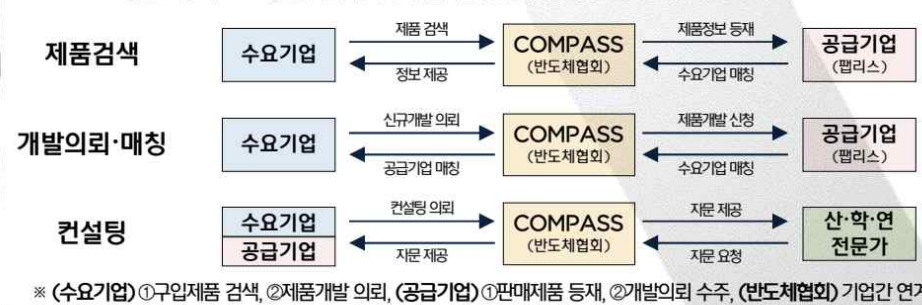 제품검색
수요기업
제품 검색
정보 제공
COMPASS
(반도체협회)
제품정보 등재
수요기업 매칭
공급기업
(팹리스)
개발의뢰·매칭
수요기업
신규개발 의뢰
공급기업 매칭
COMPASS
(반도체협회)
제품개발 신청
수요기업 매칭
공급기업
(팹리스)
컨설팅
수요기업
공급기업
컨설팅 의뢰
자문 제공
COMPASS
(반도체협회)
자문 제공
자문 요청
산·학·연
전문가
※ (수요기업) ①구입제품 검색, ②제품개발 의뢰, (공급기업) ①판매제품 등재, ②개발의뢰 수주, (반도체협회) 기업간 연